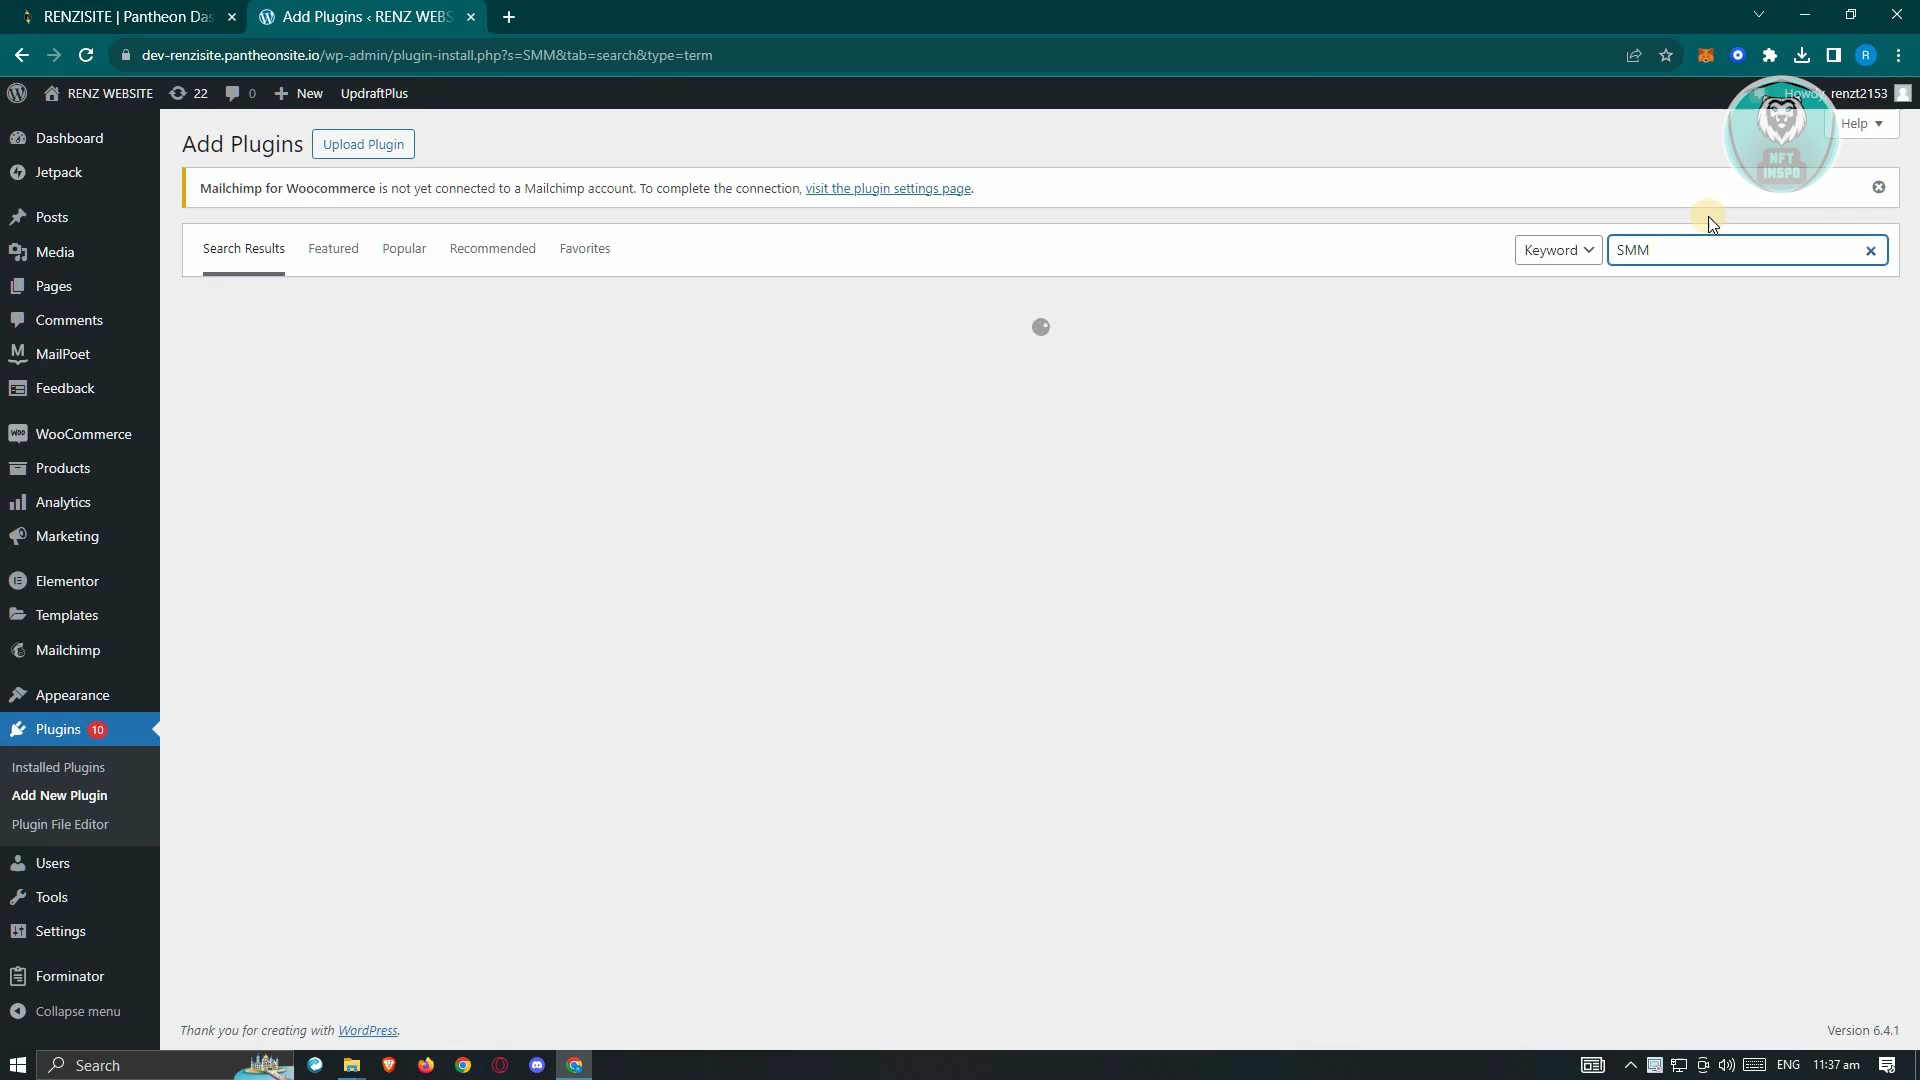 RENZISITE | Pantheon Das
Add Plugins ‹ RENZ WEBS
dev-renzisite.pantheonsite.io/wp-admin/plugin-install.php?s=SMM&tab=search&type=term
R
RENZ WEBSITE
22
0
New
UpdraftPlus
Howdy, renzt2153
Help
NFT
INSPO
Dashboard
Jetpack
Posts
Media
Pages
Comments
MailPoet
Feedback
WooCommerce
Products
Analytics
Marketing
Elementor
Templates
Mailchimp
Appearance
Plugins 10
Installed Plugins
Add New Plugin
Plugin File Editor
Users
Tools
Settings
Forminator
Collapse menu
Add Plugins
Upload Plugin
Mailchimp for Woocommerce is not yet connected to a Mailchimp account. To complete the connection, visit the plugin settings page.
Search Results
Featured
Popular
Recommended
Favorites
Keyword
SMM
Thank you for creating with WordPress.
Version 6.4.1
Search
ENG
11:37 am